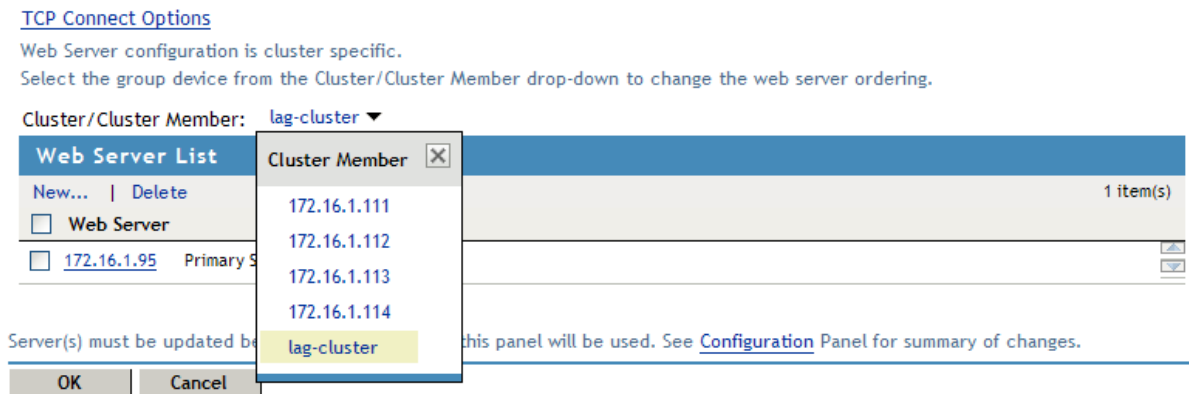 TCP Connect Options
Web Server configuration is cluster specific.
Select the group device from the Cluster/Cluster Member drop-down to change the web server ordering.
Cluster/Cluster Member: lag-cluster
Web Server List
Cluster Member
New... | Delete
1 item(s)
Web Server
172.16.1.95 Primary
172.16.1.111
172.16.1.112
172.16.1.113
172.16.1.114
lag-cluster
Server(s) must be updated this panel will be used. See Configuration Panel for summary of changes.
OK Cancel